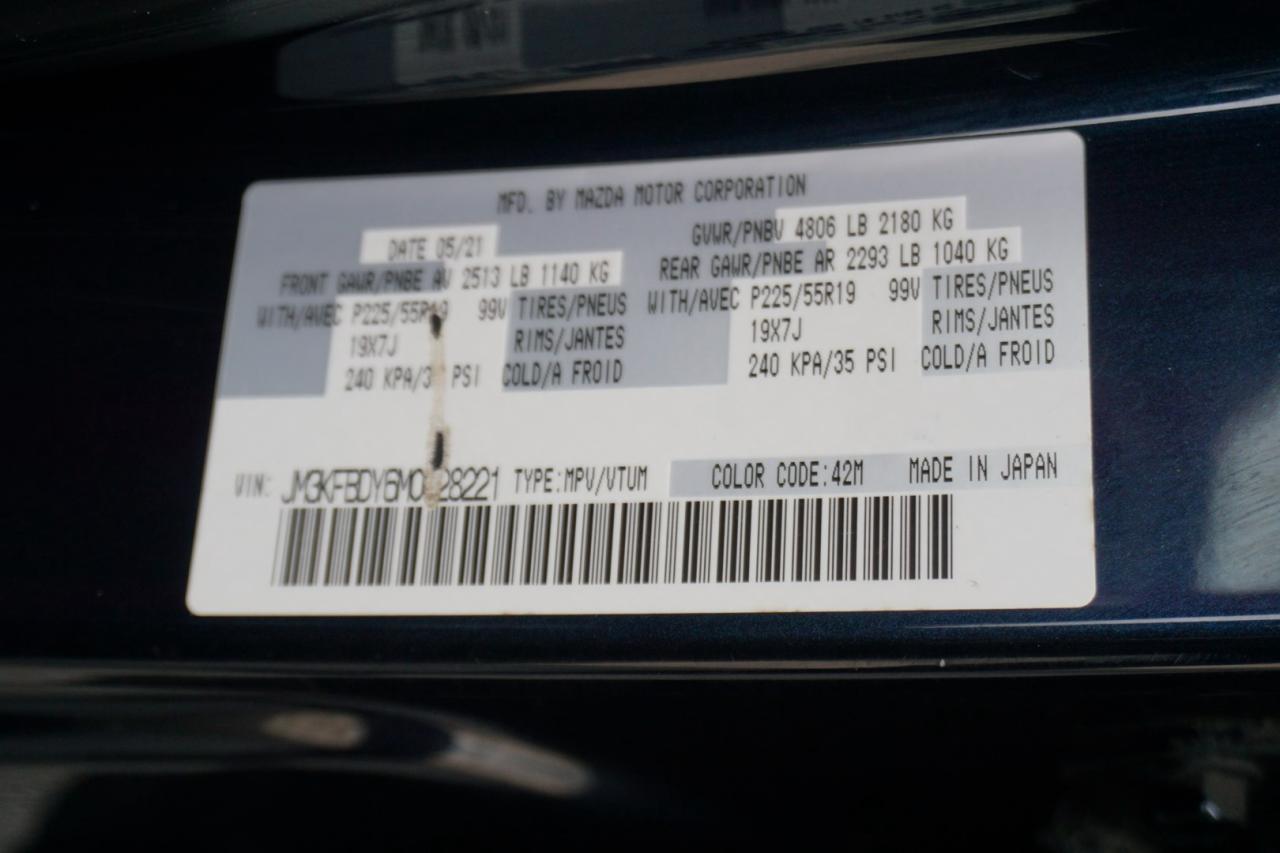 MFD. BY MAZDA MOTOR CORPORATION
DATE 05/21 GVWR/PNBV 4806 LB 2180 KG
FRONT GAWR/PNBE AV 2513 LB 1140 KG REAR GAWR/PNBE AR 2293 LB 1040 KG
WITH/AVEC P225/55R19 99V TIRES/PNEUS WITH/AVEC P225/55R19 99V TIRES/PNEUS
19X7J RIMS/JANTES 19X7J RIMS/JANTES
240 KPA/ PSI COLD/A FROID 240 KPA/35 PSI COLD/A FROID
VIN: TYPE:MPV/VTUM COLOR CODE:42M MADE IN JAPAN